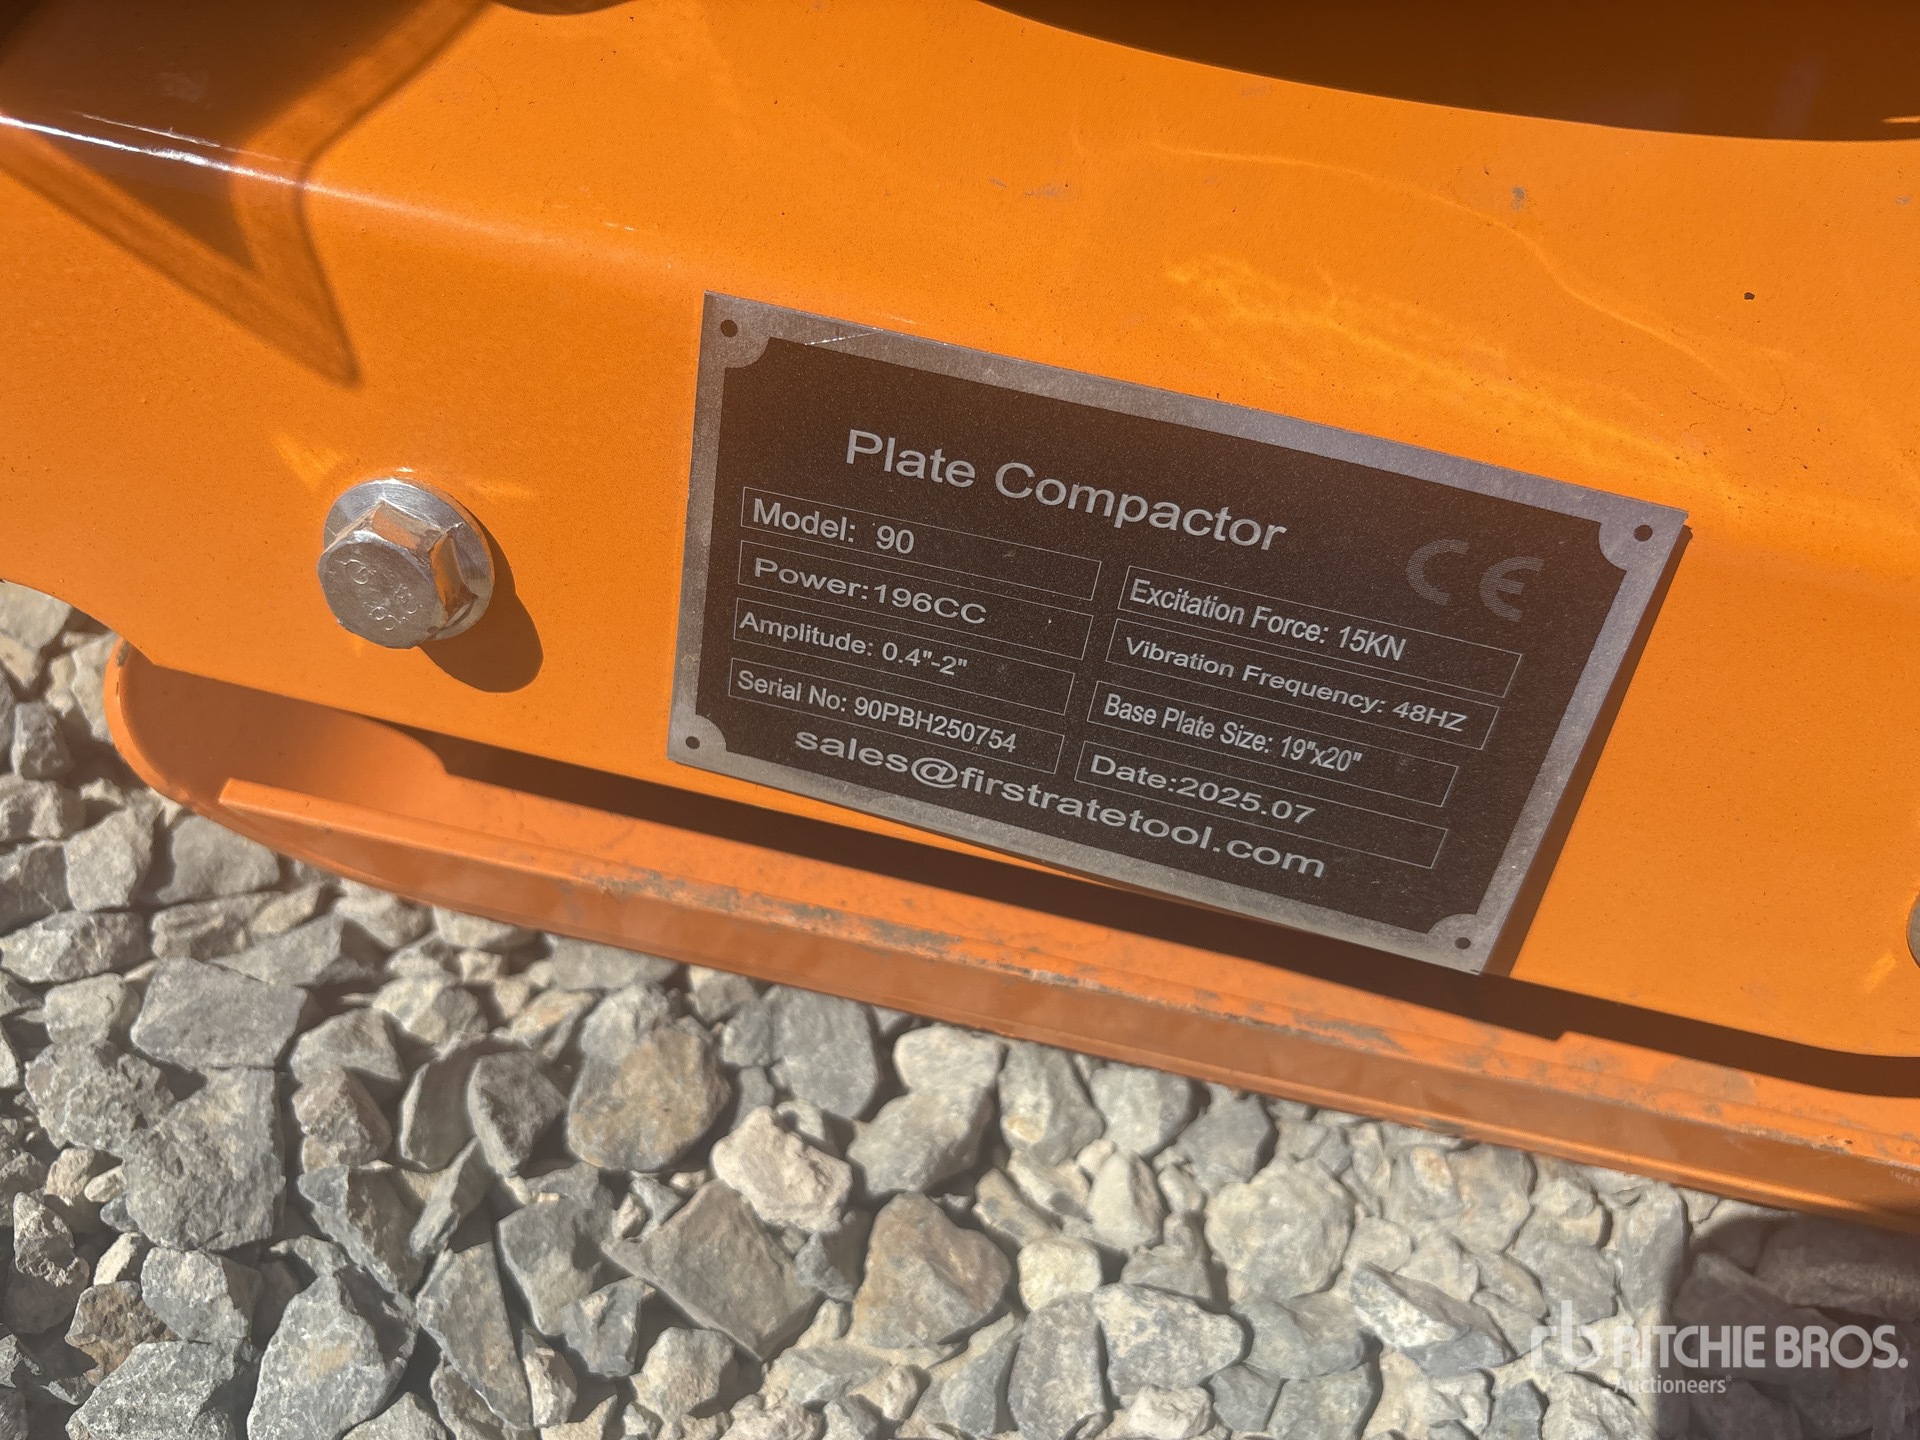 Plate Compactor
CE
Model: 90
Excitation Force: 15KN
Power:196CC
Vibration Frequency: 48HZ
Amplitude: 0.4"-2"
Base Plate Size: 19"x20"
Serial No: 90PBH250754
Date:2025.07
sales@firstratetool.com
rb RITCHIE BROS.
Auctioneers